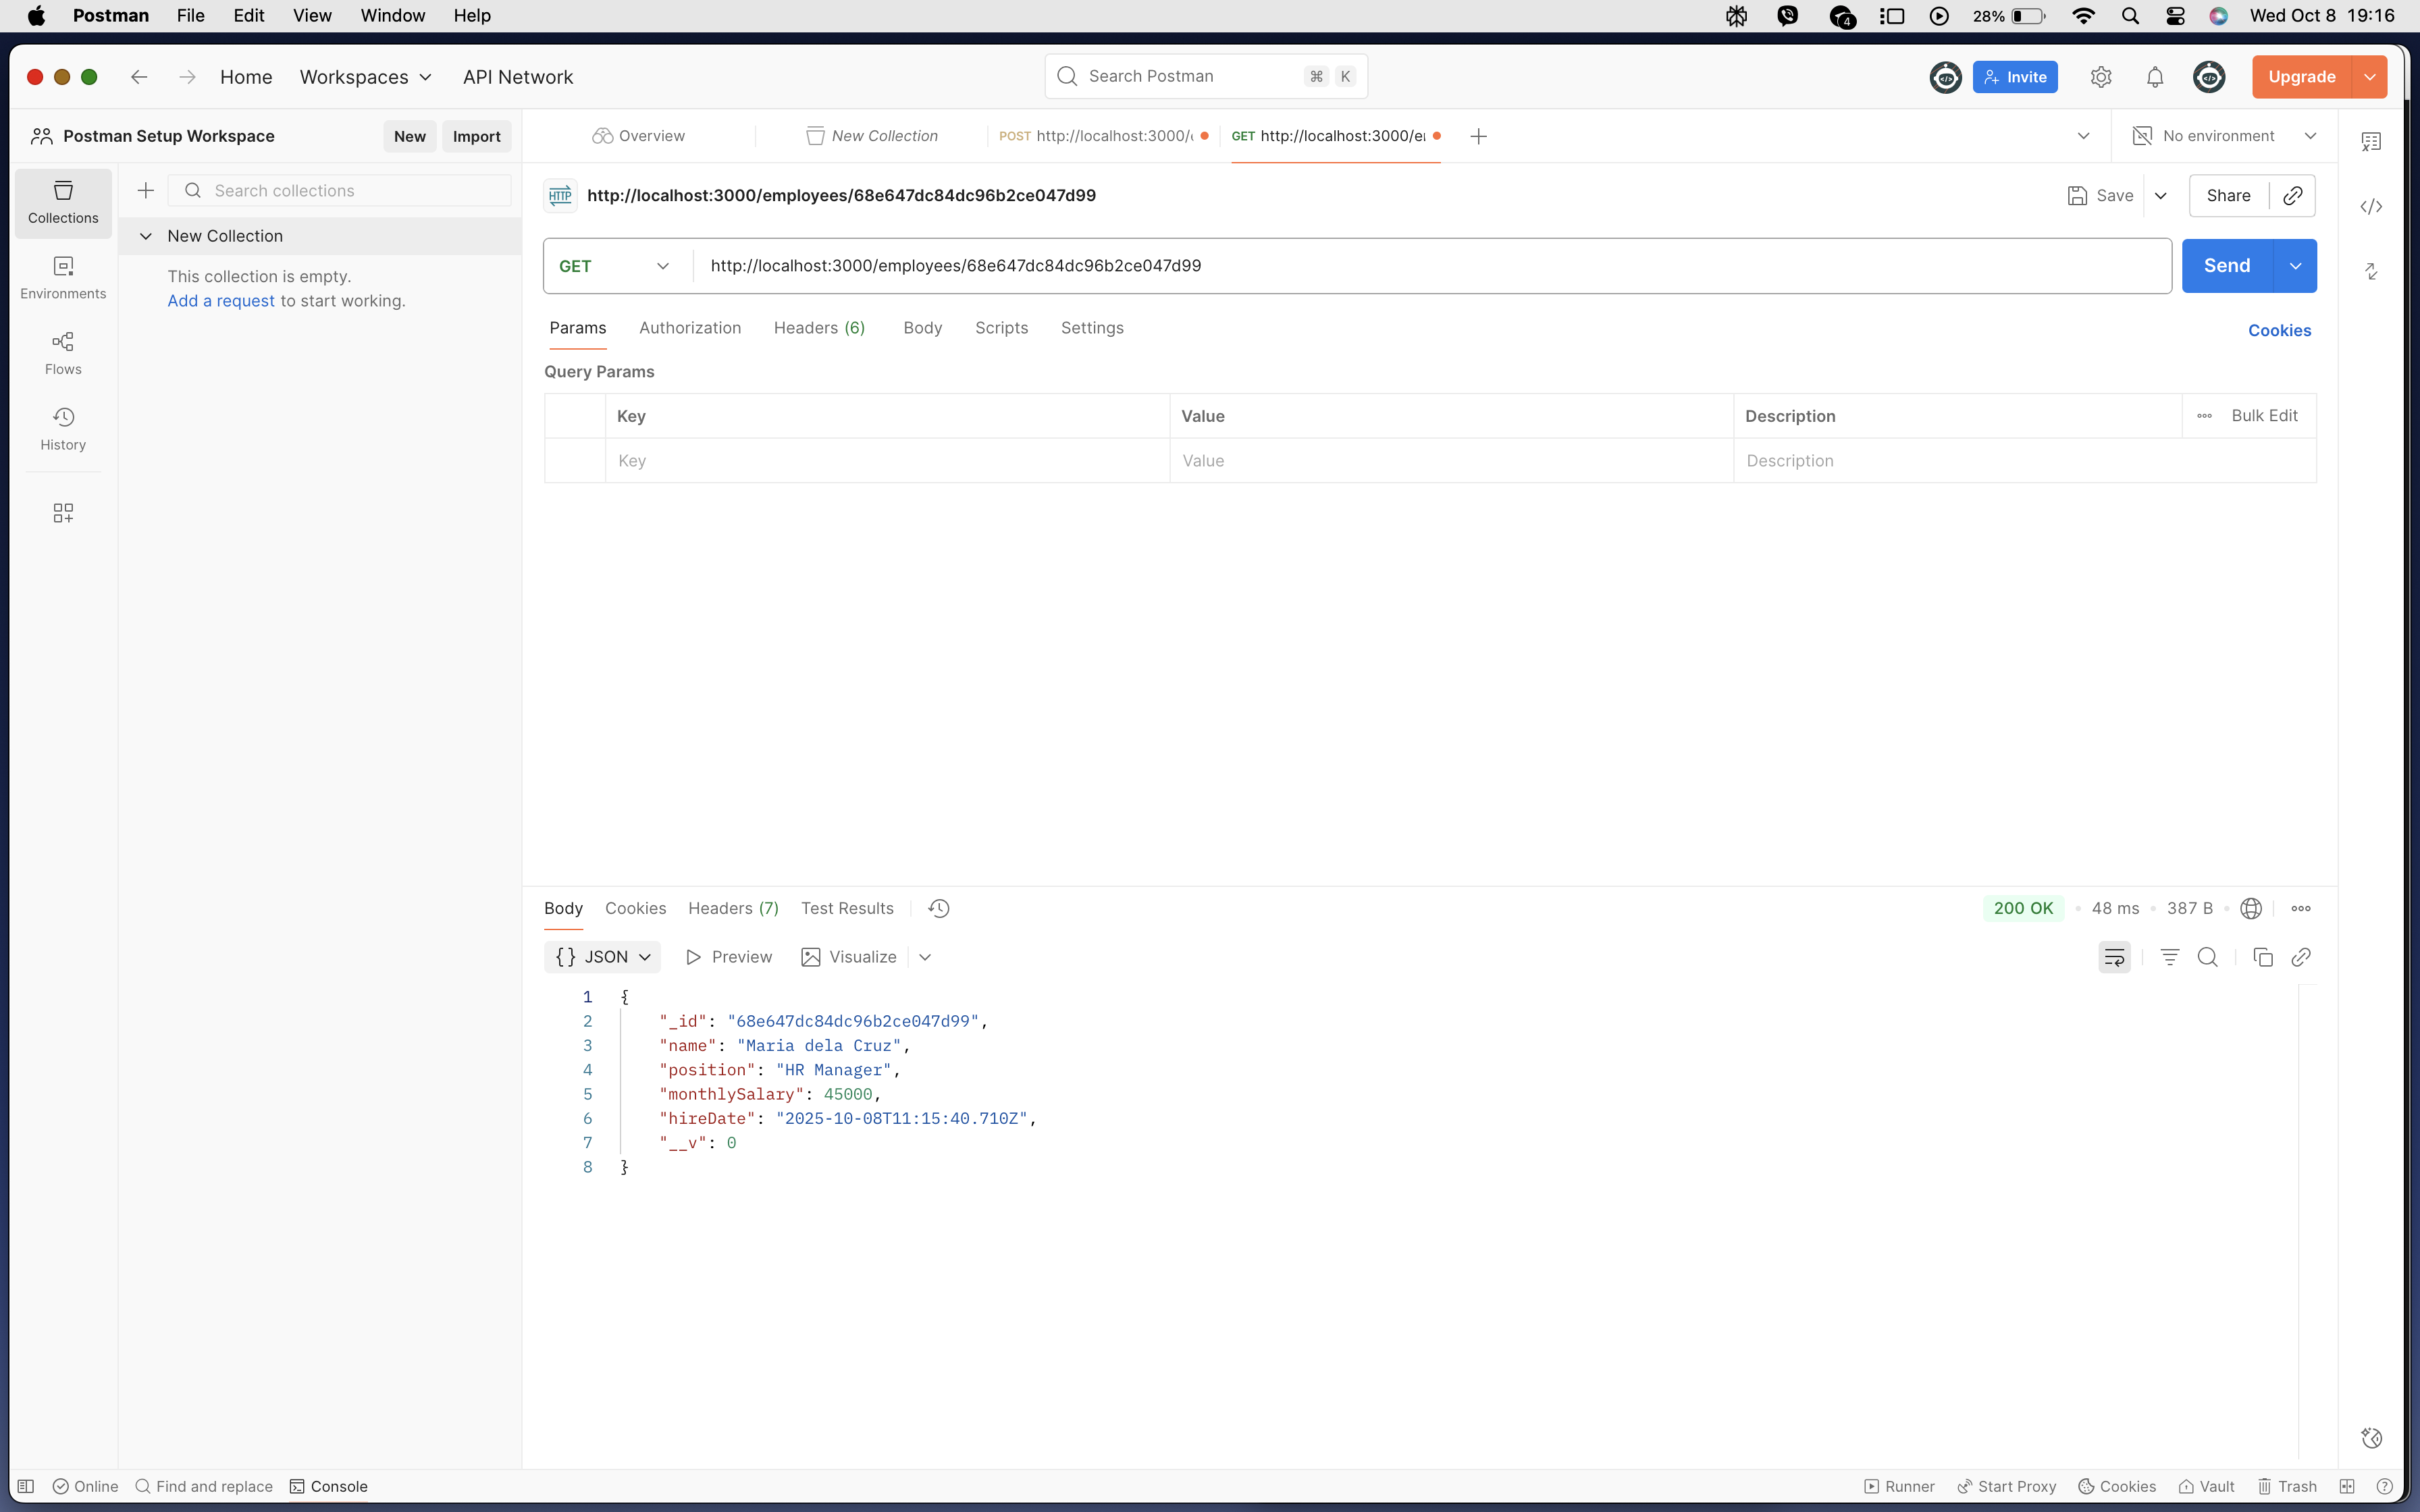 Postman File Edit View Window Help
4 28% Wed Oct 8 19:16
Home Workspaces API Network
Search Postman ⌘ K
Invite Upgrade
Postman Setup Workspace New Import
Overview New Collection POST http://localhost:3000/ GET http://localhost:3000/e No environment
Collections
Search collections
New Collection
This collection is empty.
Add a request to start working.
Environments
Flows
History
HTTP http://localhost:3000/employees/68e647dc84dc96b2ce047d99 Save Share
GET http://localhost:3000/employees/68e647dc84dc96b2ce047d99 Send
Params Authorization Headers (6) Body Scripts Settings Cookies
Query Params
Key Value Description Bulk Edit
Key Value Description
Body Cookies Headers (7) Test Results 200 OK 48 ms 387 B
{} JSON Preview Visualize
1 {
2 "_id": "68e647dc84dc96b2ce047d99",
3 "name": "Maria dela Cruz",
4 "position": "HR Manager",
5 "monthlySalary": 45000,
6 "hireDate": "2025-10-08T11:15:40.710Z",
7 "__v": 0
8 }
Online Find and replace Console
Runner Start Proxy Cookies Vault Trash